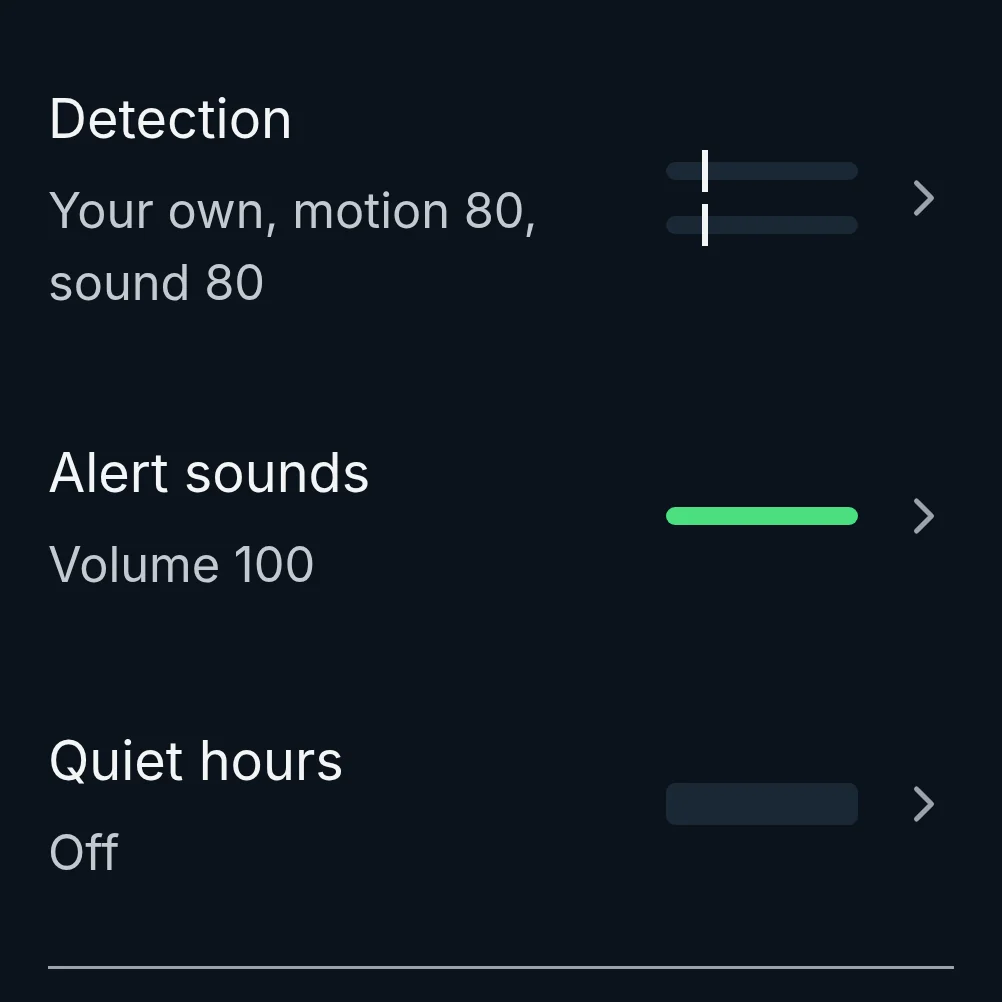 Detection
Your own, motion 80,
sound 80
Alert sounds
Volume 100
Quiet hours
Off